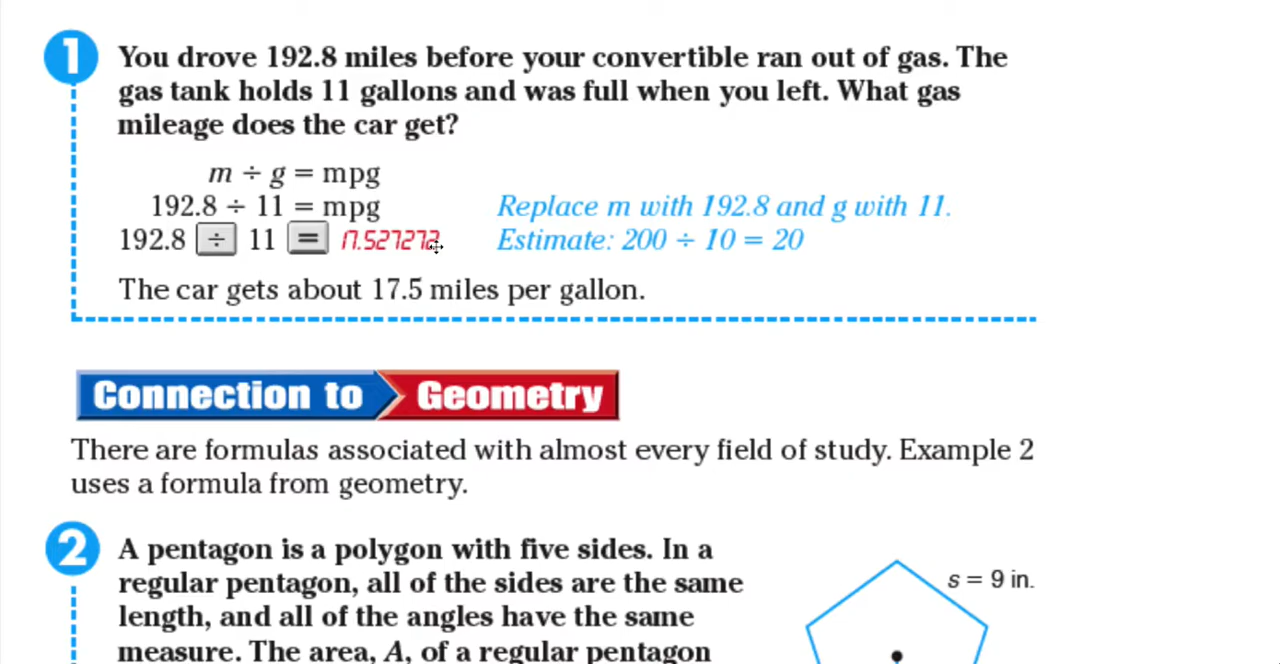 1 You drove 192.8 miles before your convertible ran out of gas. The
gas tank holds 11 gallons and was full when you left. What gas
mileage does the car get?
m ÷ g = mpg
192.8 ÷ 11 = mpg Replace m with 192.8 and g with 11.
192.8 ÷ 11 = 17.527272 Estimate: 200 ÷ 10 = 20
The car gets about 17.5 miles per gallon.
Connection to Geometry
There are formulas associated with almost every field of study. Example 2
uses a formula from geometry.
2 A pentagon is a polygon with five sides. In a
regular pentagon, all of the sides are the same
length, and all of the angles have the same
measure. The area, A, of a regular pentagon
s = 9 in.